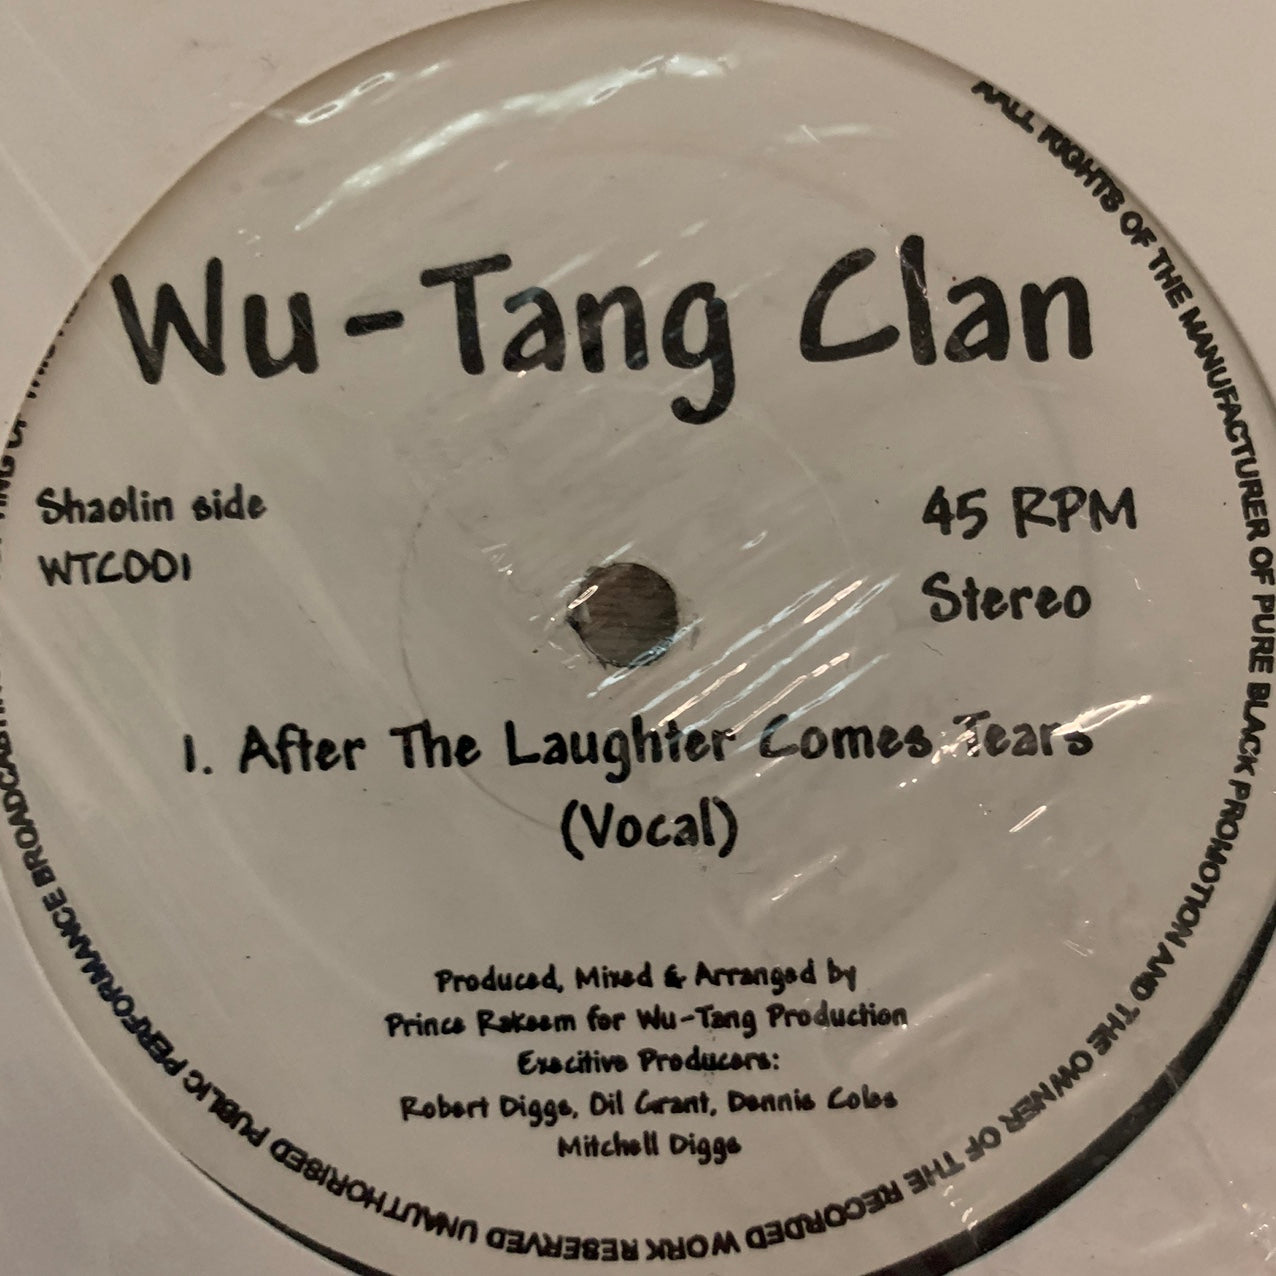 Wu-Tang Clan
Shaolin side
WTC001
45 RPM
Stereo
1. After The Laughter Comes Tears
(Vocal)
Produced, Mixed & Arranged by
Prince Rakeem for Wu-Tang Production
Execitive Producers:
Robert Diggs, Oil Grant, Dennis Coles
Mitchell Diggs
AALL RIGHTS OF THE MANUFACTURER OF PURE BLACK PROMOTION AND THE OWNER OF THE RECORDED WORK RESERVED UNAUTHORISED PUBLIC PERFORMANCE BROADCASTING